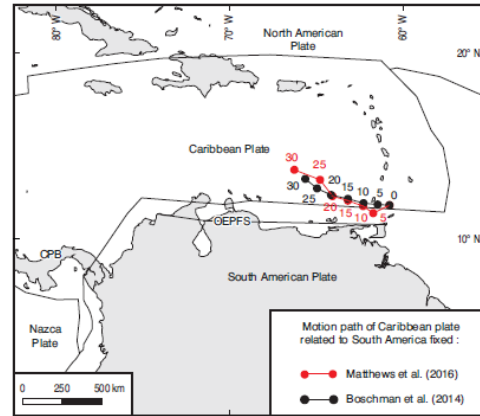 80° W
70° W
60° W
North American
Plate
20° N
Caribbean Plate
30
25
20
15
10
5
0
30
25
20
15
10
5
OEPFS
10° N
CPB
South American Plate
Nazca
Plate
Motion path of Caribbean plate
related to South America fixed :
Matthews et al. (2016)
Boschman et al. (2014)
0 250 500 km